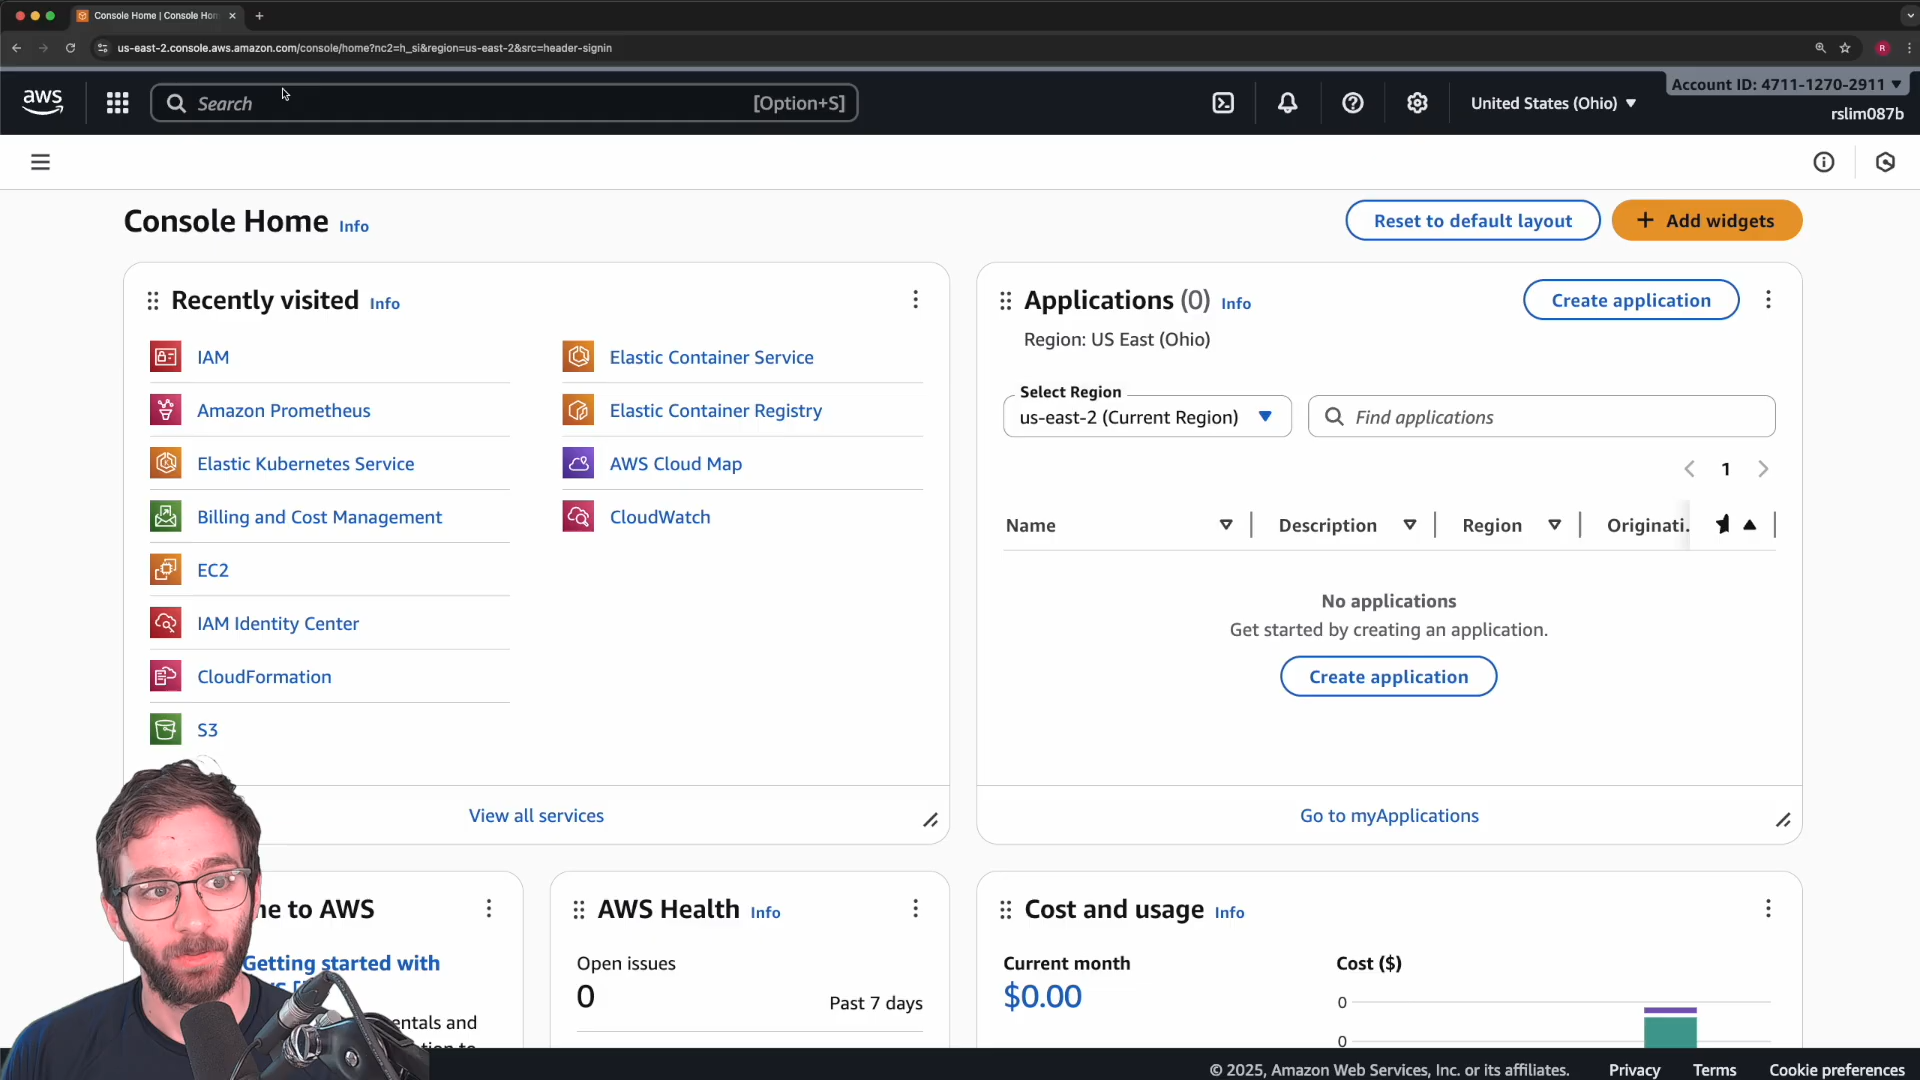 Console Home | Console Hom
us-east-2.console.aws.amazon.com/console/home?nc2=h_si&region=us-east-2&src=header-signin
R
aws
Search
[Option+S]
United States (Ohio)
Account ID: 4711-1270-2911
rslim087b
Console Home Info
Reset to default layout
Add widgets
Recently visited Info
IAM
Amazon Prometheus
Elastic Kubernetes Service
Billing and Cost Management
EC2
IAM Identity Center
CloudFormation
S3
Elastic Container Service
Elastic Container Registry
AWS Cloud Map
CloudWatch
View all services
Applications (0) Info
Create application
Region: US East (Ohio)
Select Region
us-east-2 (Current Region)
Find applications
1
Name
Description
Region
Originati.
No applications
Get started by creating an application.
Create application
Go to myApplications
ne to AWS
Getting started with
entals and
AWS Health Info
Open issues
0
Past 7 days
Cost and usage Info
Current month
$0.00
Cost ($)
0
0
© 2025, Amazon Web Services, Inc. or its affiliates.
Privacy
Terms
Cookie preferences